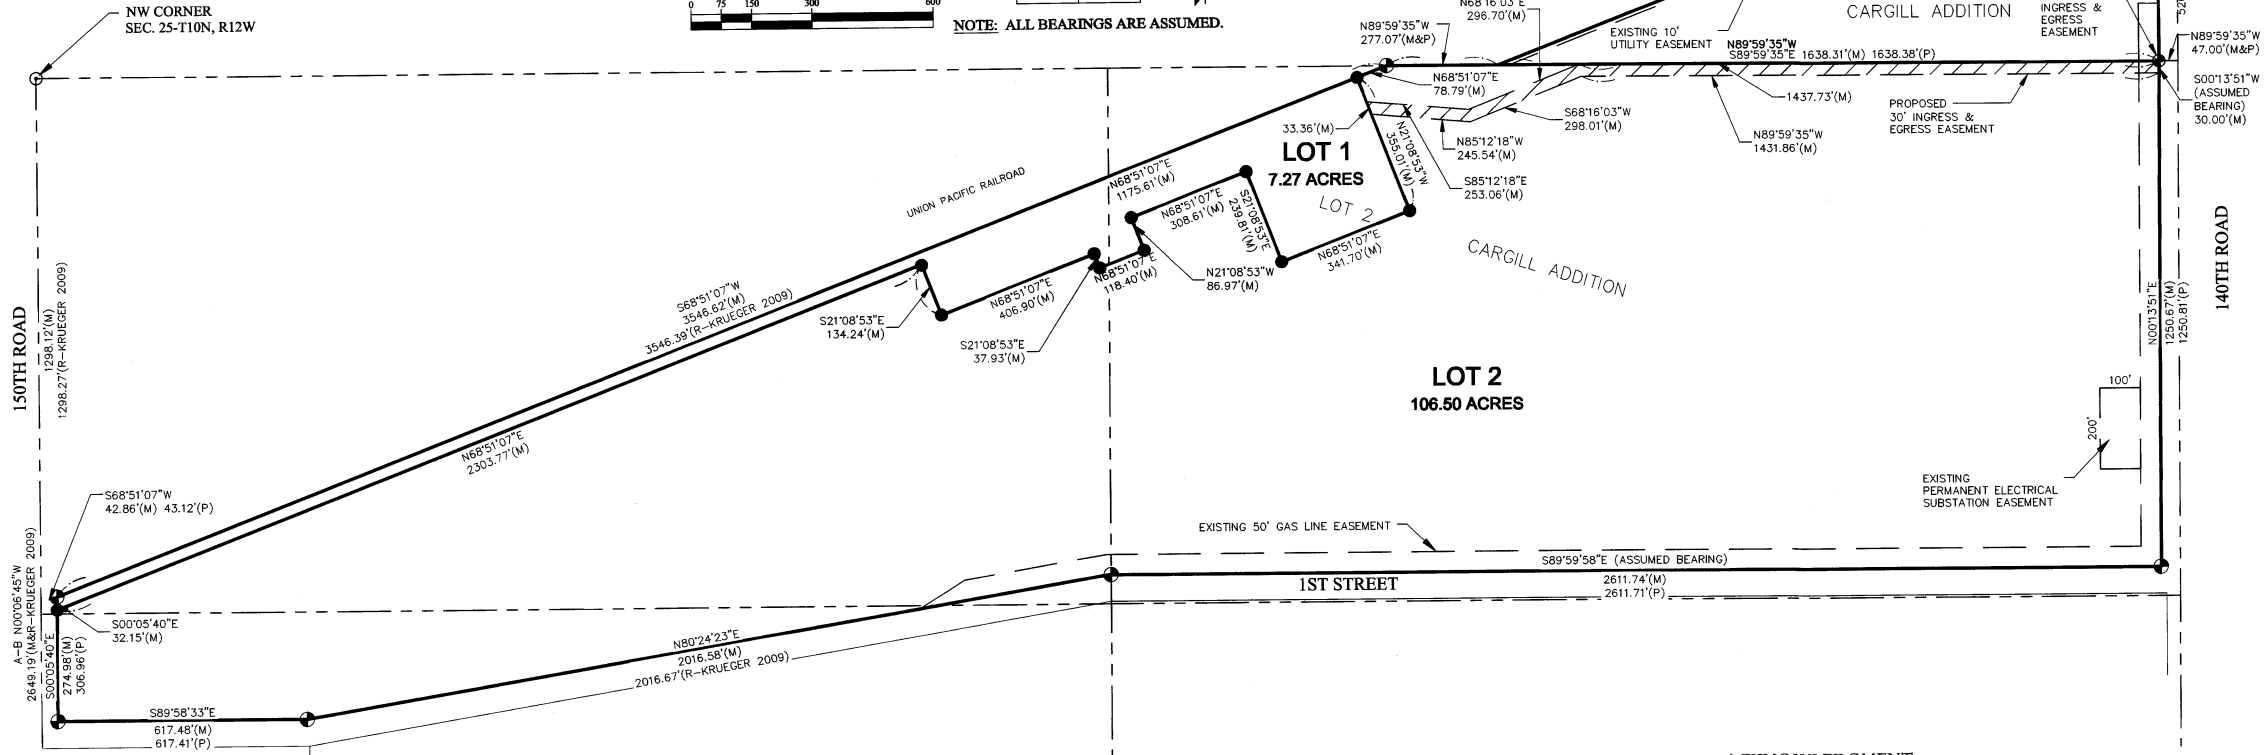 NW CORNER
SEC. 25-T10N, R12W
0 75 150 300 600
NOTE: ALL BEARINGS ARE ASSUMED.
N89°59'35"W
277.07'(M&P)
N68°16'03"E
296.70'(M)
EXISTING 10'
UTILITY EASEMENT
CARGILL ADDITION
INGRESS &
EGRESS
EASEMENT
N89°59'35"W
S89°59'35"E 1638.31'(M) 1638.38'(P)
N89°59'35"W
47.00'(M&P)
S00°13'51"W
(ASSUMED
BEARING)
30.00'(M)
N68°51'07"E
78.79'(M)
1437.73'(M)
PROPOSED
30' INGRESS &
EGRESS EASEMENT
S68°16'03"W
298.01'(M)
N89°59'35"W
1431.86'(M)
N85°12'18"W
245.54'(M)
S85°12'18"E
253.06'(M)
33.36'(M)
N21°08'53"W
355.01'(M)
LOT 1
7.27 ACRES
LOT 2
CARGILL ADDITION
UNION PACIFIC RAILROAD
N68°51'07"E
1175.61'(M)
N68°51'07"E
308.61'(M)
S21°08'53"E
239.81'(M)
N68°51'07"E
341.70'(M)
N21°08'53"W
86.97'(M)
N68°51'07"E
118.40'(M)
N68°51'07"E
406.90'(M)
S21°08'53"E
37.93'(M)
S21°08'53"E
134.24'(M)
S68°51'07"W
3546.62'(M)
3546.39'(R-KRUEGER 2009)
N68°51'07"E
2303.77'(M)
150TH ROAD
1298.12'(M)
1298.27'(R-KRUEGER 2009)
140TH ROAD
N00°13'51"E
1250.67'(M)
1250.81'(P)
LOT 2
106.50 ACRES
100'
200'
EXISTING
PERMANENT ELECTRICAL
SUBSTATION EASEMENT
S68°51'07"W
42.86'(M) 43.12'(P)
EXISTING 50' GAS LINE EASEMENT
S89°59'58"E (ASSUMED BEARING)
1ST STREET
2611.74'(M)
2611.71'(P)
A-B N00°06'45"W
2649.19'(M&R-KRUEGER 2009)
S00°05'40"E
274.98'(M)
306.96'(P)
S00°05'40"E
32.15'(M)
N80°24'23"E
2016.58'(M)
2016.67'(R-KRUEGER 2009)
S89°58'33"E
617.48'(M)
617.41'(P)